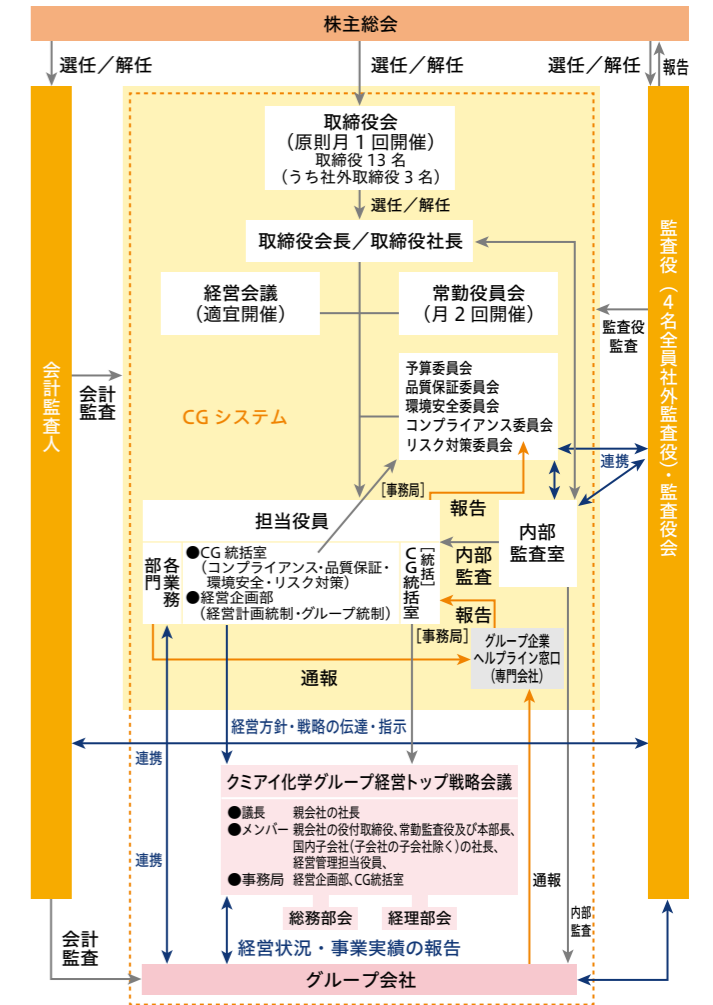 株主総会
選任／解任
選任／解任
選任／解任
報告
取締役会
（原則月１回開催）
取締役 13 名
（うち社外取締役 3 名）
選任／解任
取締役会長／取締役社長
経営会議
（適宜開催）
常勤役員会
（月２回開催）
監査役
監査
会計監査人
会計
監査
監査役（4名全員社外監査役）・監査役会
CG システム
予算委員会
品質保証委員会
環境安全委員会
コンプライアンス委員会
リスク対策委員会
連携
［事務局］
報告
担当役員
各業務
部門
●CG 統括室
（コンプライアンス・品質保証・
環境安全・リスク対策）
●経営企画部
（経営計画統制・グループ統制）
［統括］
CG統括室
内部
監査
内部
監査室
報告
［事務局］
グループ企業
ヘルプライン窓口
(専門会社)
通報
経営方針・戦略の伝達・指示
連携
クミアイ化学グループ経営トップ戦略会議
●議長　親会社の社長
●メンバー 親会社の役付取締役、常勤監査役及び本部長、
国内子会社(子会社の子会社除く)の社長、
経営管理担当役員、
●事務局 経営企画部、CG統括室
連携
通報
総務部会
経理部会
内部
監査
会計
監査
経営状況・事業実績の報告
グループ会社